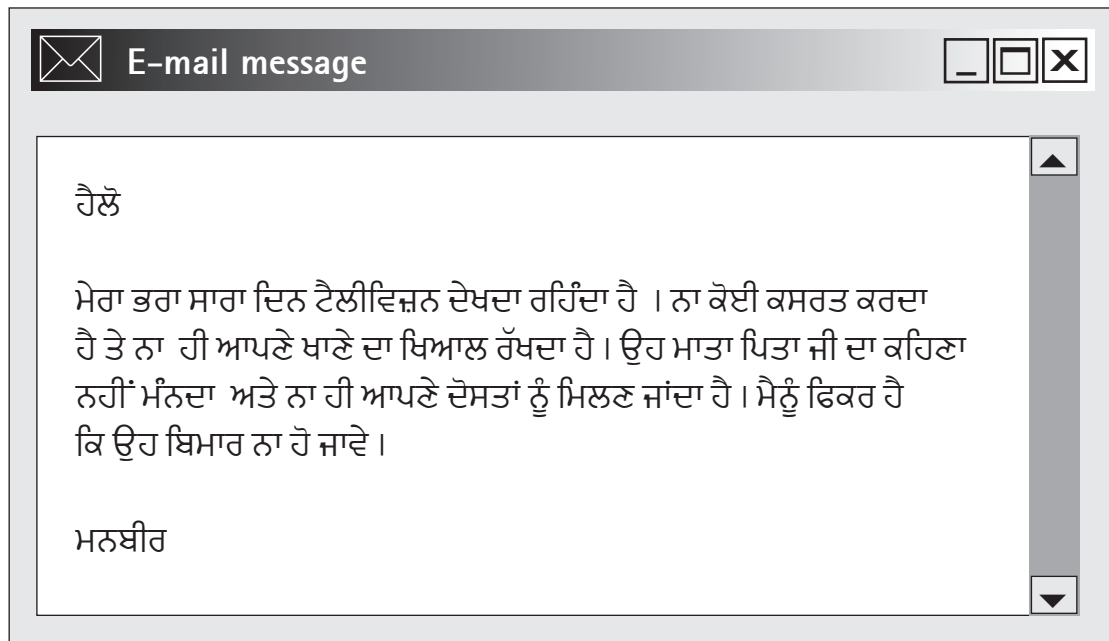 E-mail message
ਹੈਲੋ
ਮੇਰਾ ਭਰਾ ਸਾਰਾ ਦਿਨ ਟੈਲੀਵਿਜ਼ਨ ਦੇਖਦਾ ਰਹਿੰਦਾ ਹੈ । ਨਾ ਕੋਈ ਕਸਰਤ ਕਰਦਾ
ਹੈ ਤੇ ਨਾ ਹੀ ਆਪਣੇ ਖਾਣੇ ਦਾ ਖਿਆਲ ਰੱਖਦਾ ਹੈ । ਉਹ ਮਾਤਾ ਪਿਤਾ ਜੀ ਦਾ ਕਹਿਣਾ
ਨਹੀਂ ਮੰਨਦਾ ਅਤੇ ਨਾ ਹੀ ਆਪਣੇ ਦੋਸਤਾਂ ਨੂੰ ਮਿਲਣ ਜਾਂਦਾ ਹੈ । ਮੈਨੂੰ ਫਿਕਰ ਹੈ
ਕਿ ਉਹ ਬਿਮਾਰ ਨਾ ਹੋ ਜਾਵੇ ।
ਮਨਬੀਰ